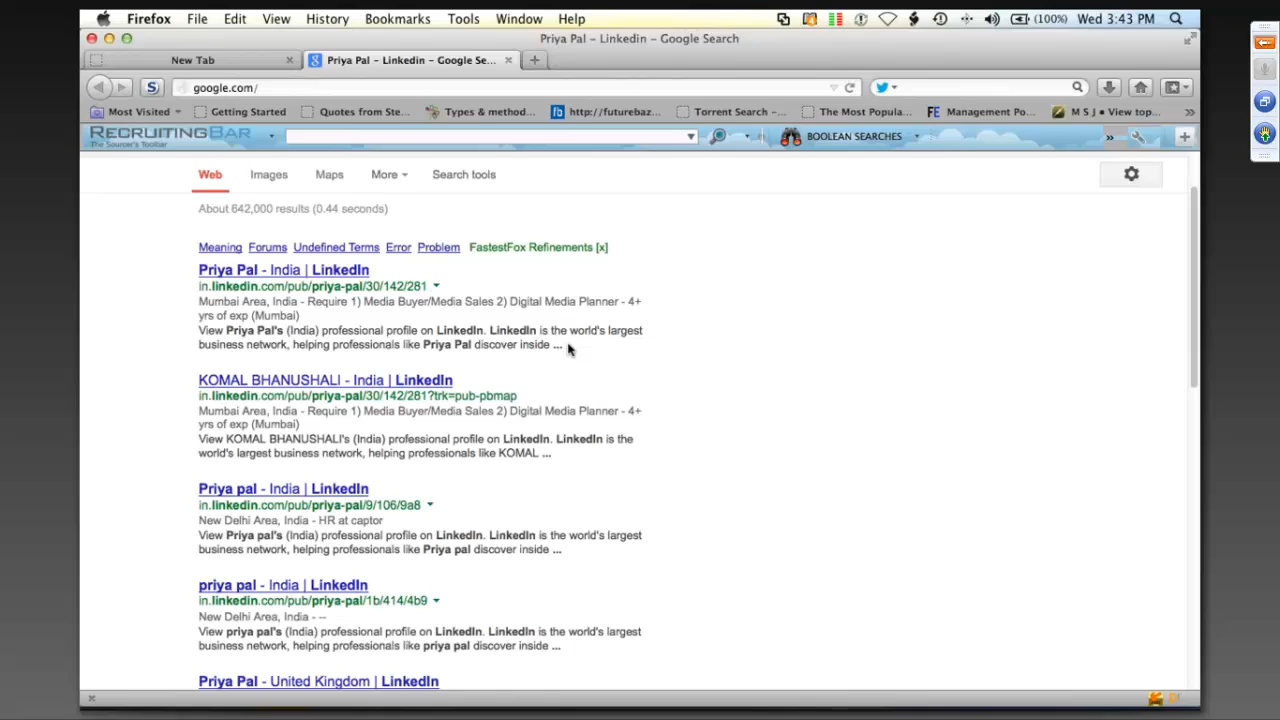 Firefox File Edit View History Bookmarks Tools Window Help (100%) Wed 3:43 PM
Priya Pal – Linkedin – Google Search
New Tab Priya Pal – Linkedin – Google Se...
google.com/
Most Visited Getting Started Quotes from Ste... Types & method... http://futurebaz... Torrent Search –... The Most Popula... Management Po... M S J • View top...
RECRUITINGBAR BOOLEAN SEARCHES
The Sourcer's Toolbar
Web Images Maps More Search tools
About 642,000 results (0.44 seconds)
Meaning Forums Undefined Terms Error Problem FastestFox Refinements [x]
Priya Pal - India | LinkedIn
in.linkedin.com/pub/priya-pal/30/142/281
Mumbai Area, India - Require 1) Media Buyer/Media Sales 2) Digital Media Planner - 4+
yrs of exp (Mumbai)
View Priya Pal's (India) professional profile on LinkedIn. LinkedIn is the world's largest
business network, helping professionals like Priya Pal discover inside ...
KOMAL BHANUSHALI - India | LinkedIn
in.linkedin.com/pub/priya-pal/30/142/281?trk=pub-pbmap
Mumbai Area, India - Require 1) Media Buyer/Media Sales 2) Digital Media Planner - 4+
yrs of exp (Mumbai)
View KOMAL BHANUSHALI's (India) professional profile on LinkedIn. LinkedIn is the
world's largest business network, helping professionals like KOMAL ...
Priya pal - India | LinkedIn
in.linkedin.com/pub/priya-pal/9/106/9a8
New Delhi Area, India - HR at captor
View Priya pal's (India) professional profile on LinkedIn. LinkedIn is the world's largest
business network, helping professionals like Priya pal discover inside ...
priya pal - India | LinkedIn
in.linkedin.com/pub/priya-pal/1b/414/4b9
New Delhi Area, India - --
View priya pal's (India) professional profile on LinkedIn. LinkedIn is the world's largest
business network, helping professionals like priya pal discover inside ...
Priya Pal - United Kingdom | LinkedIn